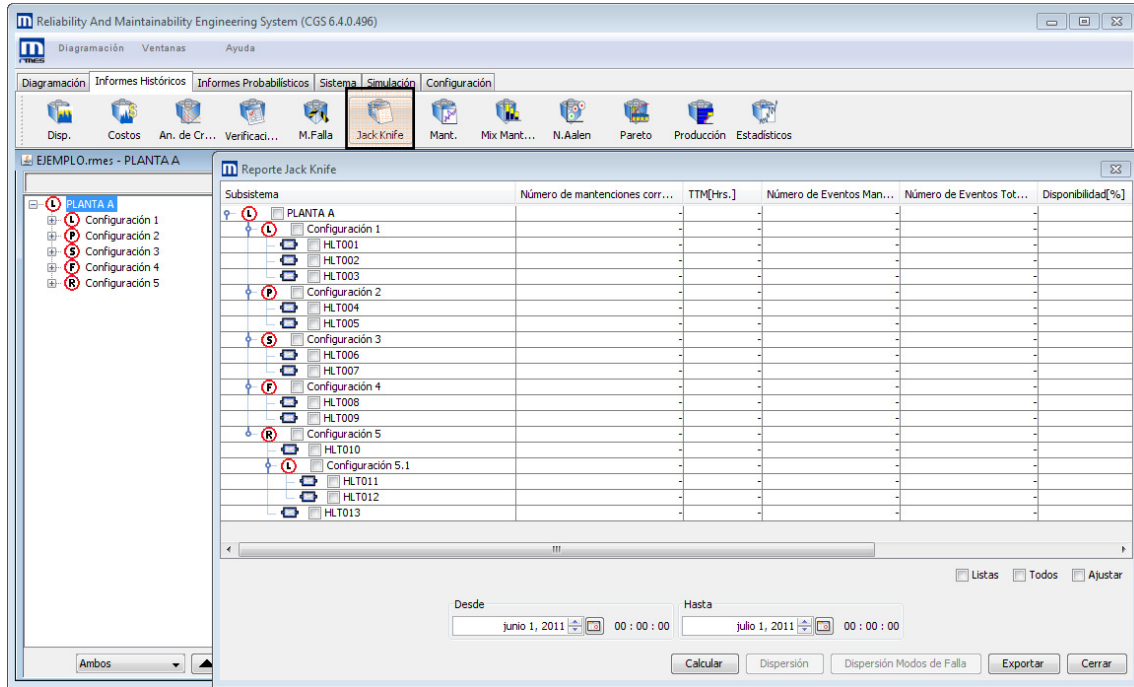 Reliability And Maintainability Engineering System (CGS 6.4.0.496)
Diagramación Ventanas Ayuda
rmes
Diagramación Informes Históricos Informes Probabilísticos Sistema Simulación Configuración
Disp. Costos An. de Cr... Verificaci... M.Falla Jack Knife Mant. Mix Mant... N.Aalen Pareto Producción Estadísticos
EJEMPLO.rmes - PLANTA A
L PLANTA A
L Configuración 1
P Configuración 2
S Configuración 3
F Configuración 4
R Configuración 5
Ambos
Reporte Jack Knife
Subsistema Número de mantenciones corr... TTM[Hrs.] Número de Eventos Man... Número de Eventos Tot... Disponibilidad[%]
L PLANTA A - - - -
L Configuración 1 - - - -
HLT001 - - - -
HLT002 - - - -
HLT003 - - - -
P Configuración 2 - - - -
HLT004 - - - -
HLT005 - - - -
S Configuración 3 - - - -
HLT006 - - - -
HLT007 - - - -
F Configuración 4 - - - -
HLT008 - - - -
HLT009 - - - -
R Configuración 5 - - - -
HLT010 - - - -
L Configuración 5.1 - - - -
HLT011 - - - -
HLT012 - - - -
HLT013 - - - -
Listas Todos Ajustar
Desde Hasta
junio 1, 2011 00 : 00 : 00 julio 1, 2011 00 : 00 : 00
Calcular Dispersión Dispersión Modos de Falla Exportar Cerrar